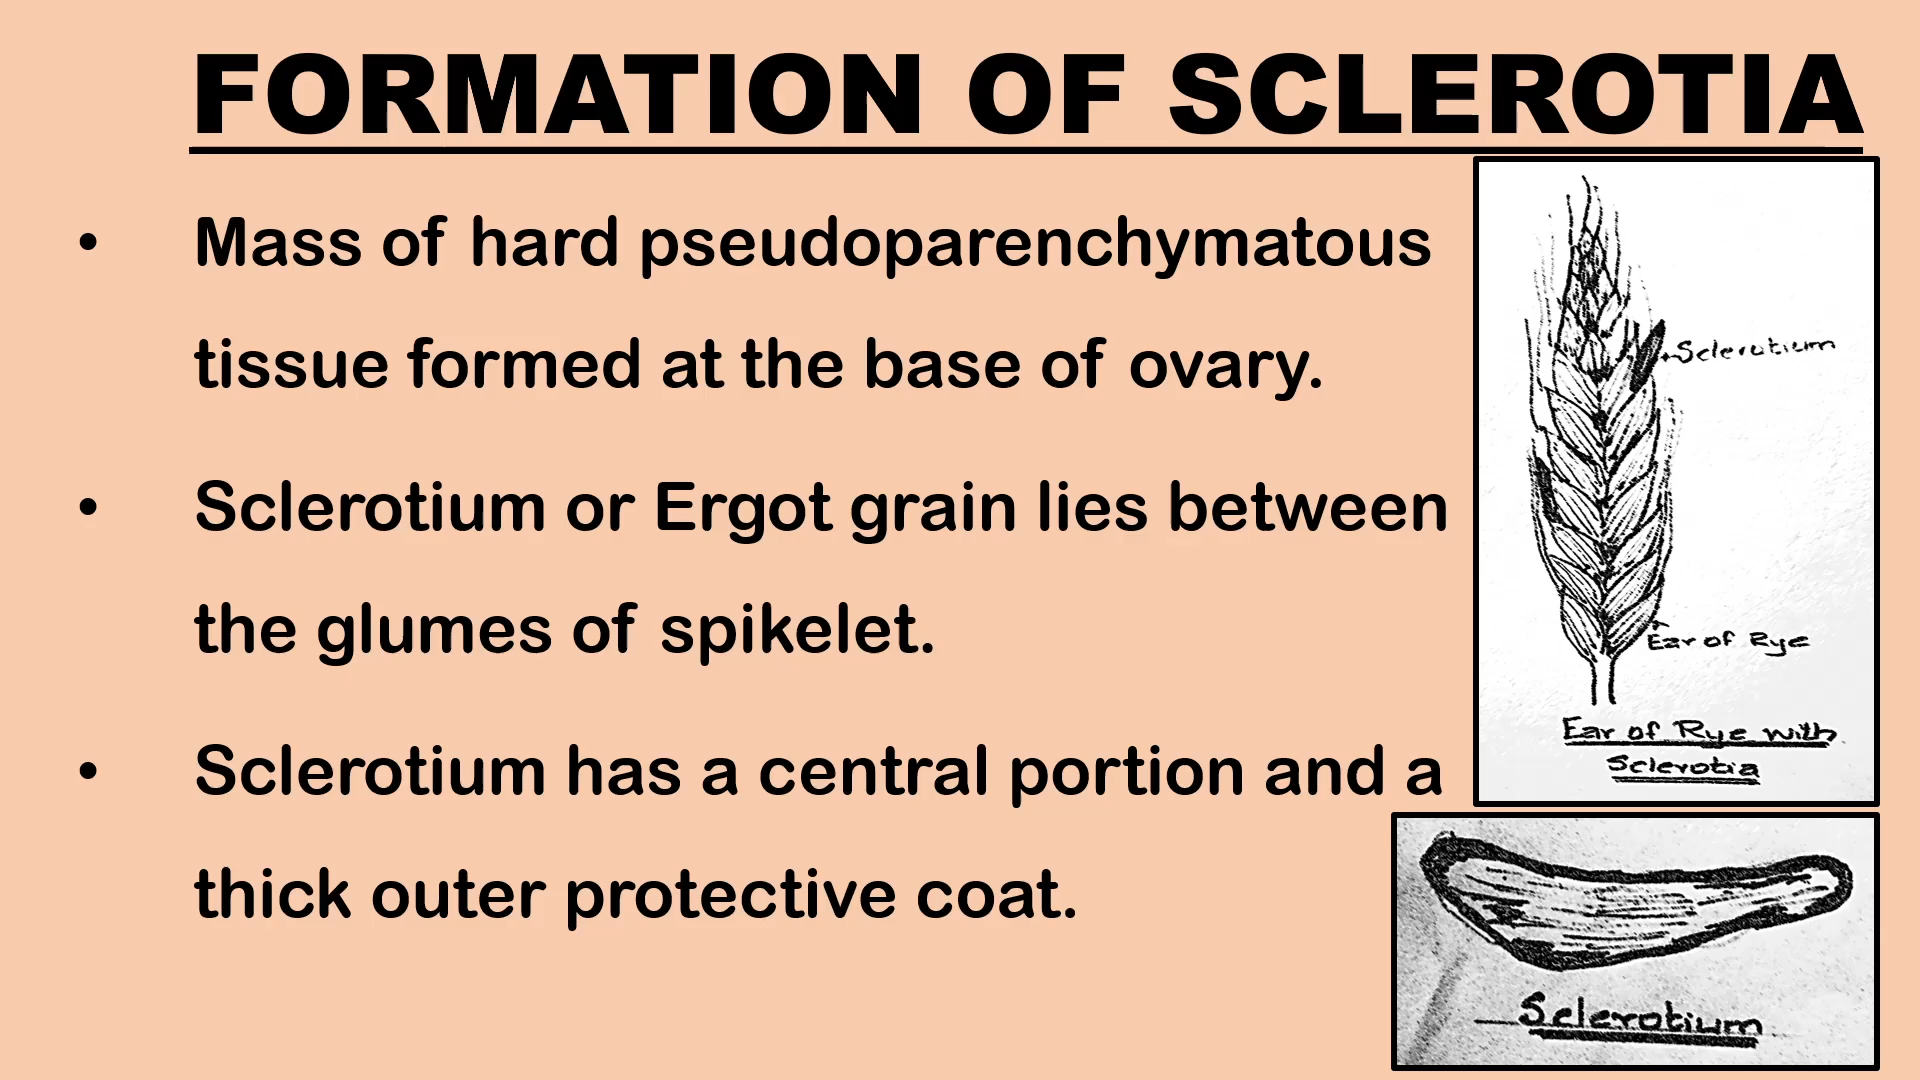 FORMATION OF SCLEROTIA
• Mass of hard pseudoparenchymatous
tissue formed at the base of ovary.
• Sclerotium or Ergot grain lies between
the glumes of spikelet.
• Sclerotium has a central portion and a
thick outer protective coat.
Sclerotium
Ear of Rye
Ear of Rye with
Sclerotia
Sclerotium